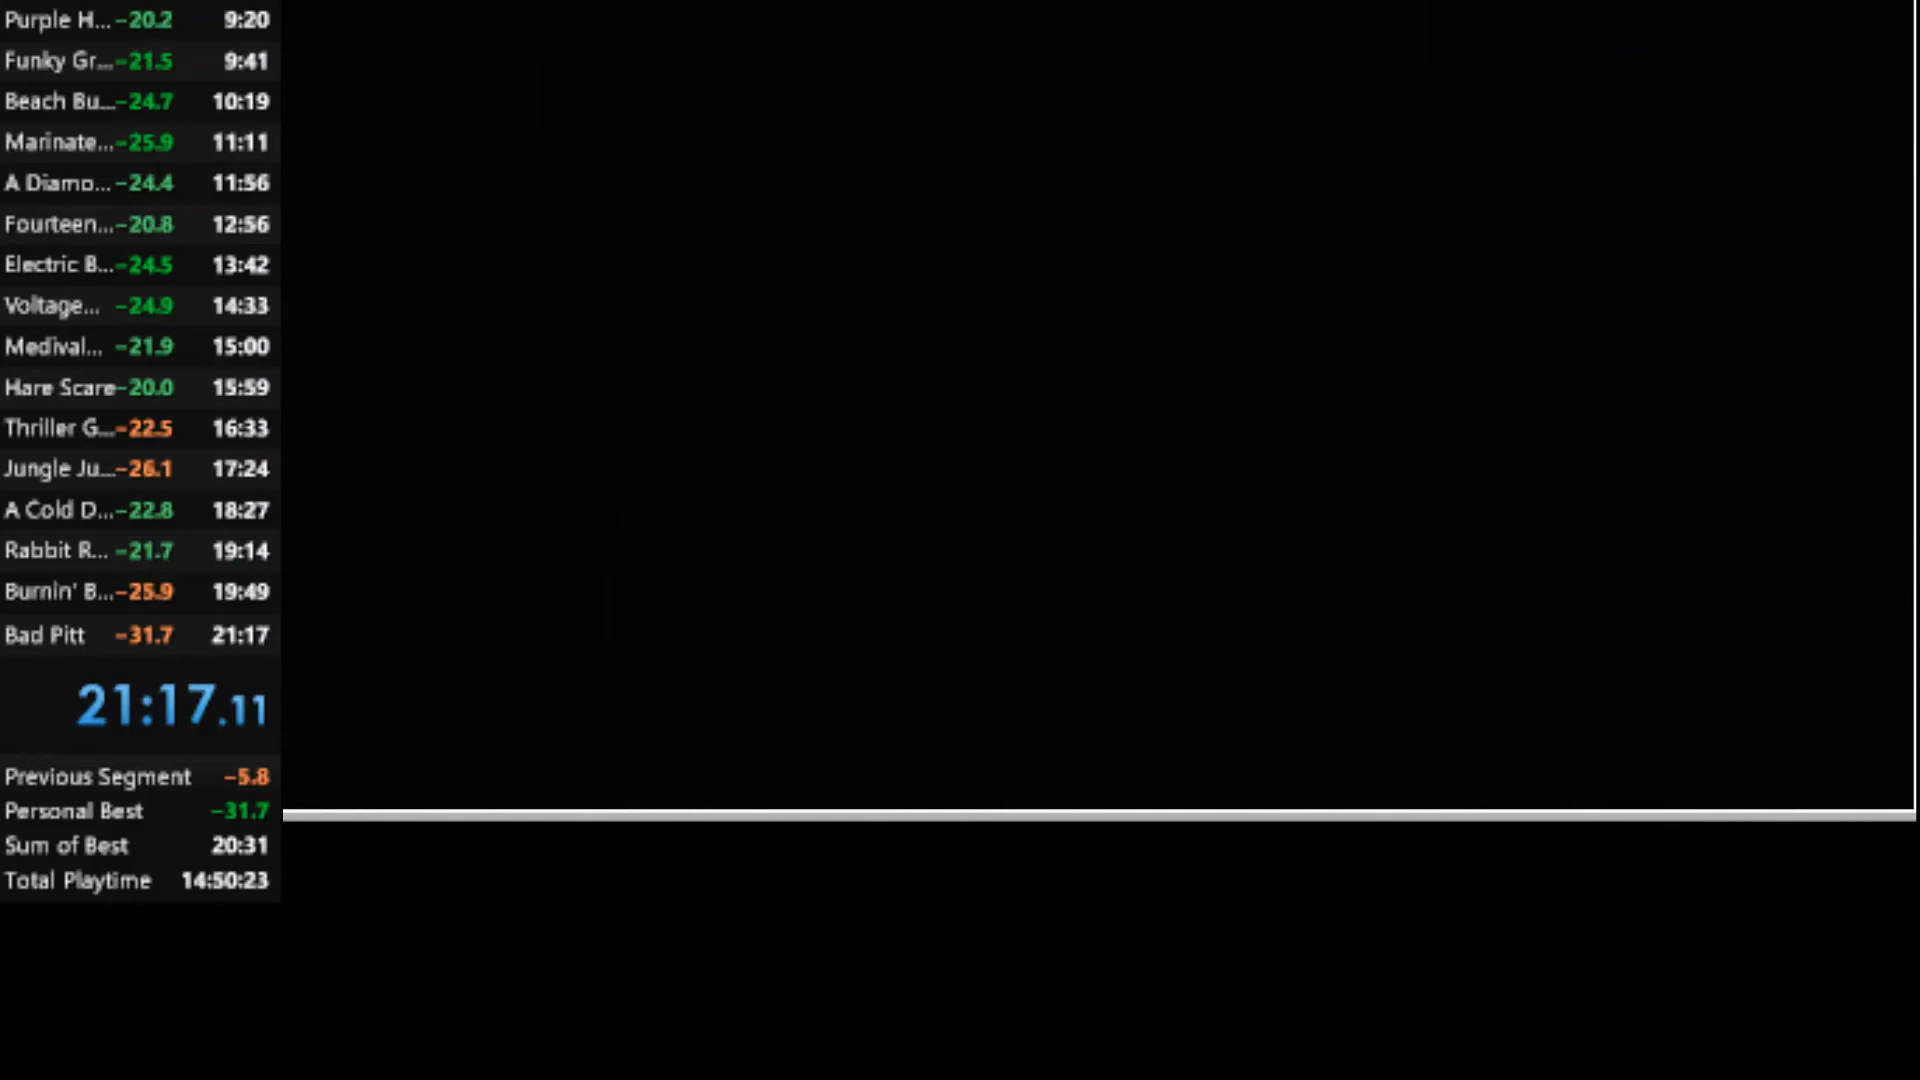 Purple H... −20.2 9:20
Funky Gr... −21.5 9:41
Beach Bu... −24.7 10:19
Marinate... −25.9 11:11
A Diamo... −24.4 11:56
Fourteen... −20.8 12:56
Electric B... −24.5 13:42
Voltage... −24.9 14:33
Medival... −21.9 15:00
Hare Scare −20.0 15:59
Thriller G... −22.5 16:33
Jungle Ju... −26.1 17:24
A Cold D... −22.8 18:27
Rabbit R... −21.7 19:14
Burnin' B... −25.9 19:49
Bad Pitt −31.7 21:17
21:17.11
Previous Segment −5.8
Personal Best −31.7
Sum of Best 20:31
Total Playtime 14:50:23